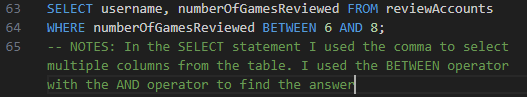 63 SELECT username, numberOfGamesReviewed FROM reviewAccounts
64 WHERE numberOfGamesReviewed BETWEEN 6 AND 8;
65 -- NOTES: In the SELECT statement I used the comma to select
multiple columns from the table. I used the BETWEEN operator
with the AND operator to find the answer